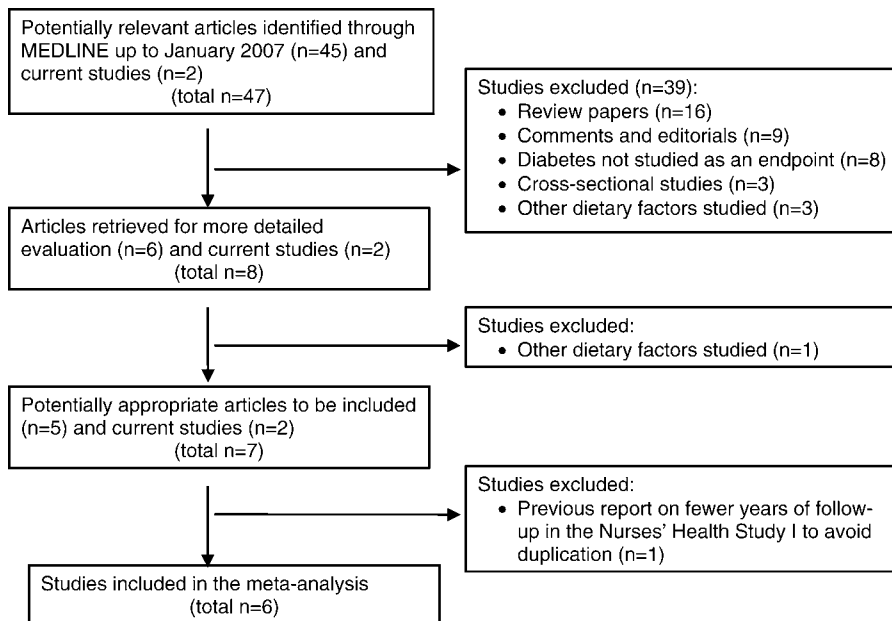 Potentially relevant articles identified through
MEDLINE up to January 2007 (n=45) and
current studies (n=2)
(total n=47)
Studies excluded (n=39):
• Review papers (n=16)
• Comments and editorials (n=9)
• Diabetes not studied as an endpoint (n=8)
• Cross-sectional studies (n=3)
• Other dietary factors studied (n=3)
Articles retrieved for more detailed
evaluation (n=6) and current studies (n=2)
(total n=8)
Studies excluded:
• Other dietary factors studied (n=1)
Potentially appropriate articles to be included
(n=5) and current studies (n=2)
(total n=7)
Studies excluded:
• Previous report on fewer years of follow-
up in the Nurses’ Health Study I to avoid
duplication (n=1)
Studies included in the meta-analysis
(total n=6)